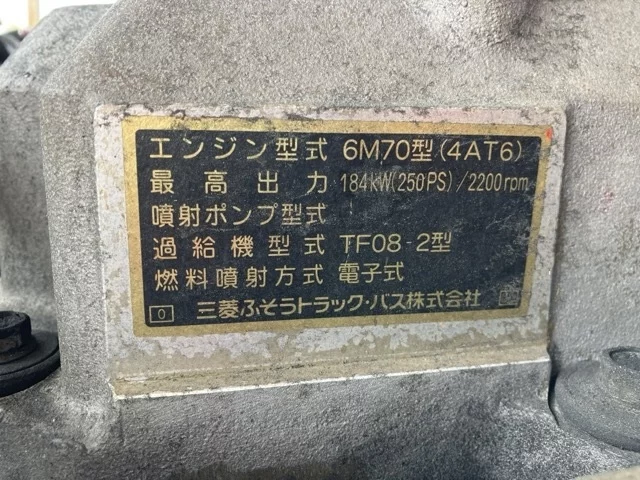 エンジン型式 6M70型(4AT6)
最高出力 184kW(250PS)/2200rpm
噴射ポンプ型式
過給機型式 TF08-2型
燃料噴射方式 電子式
0 三菱ふそうトラック・バス株式会社